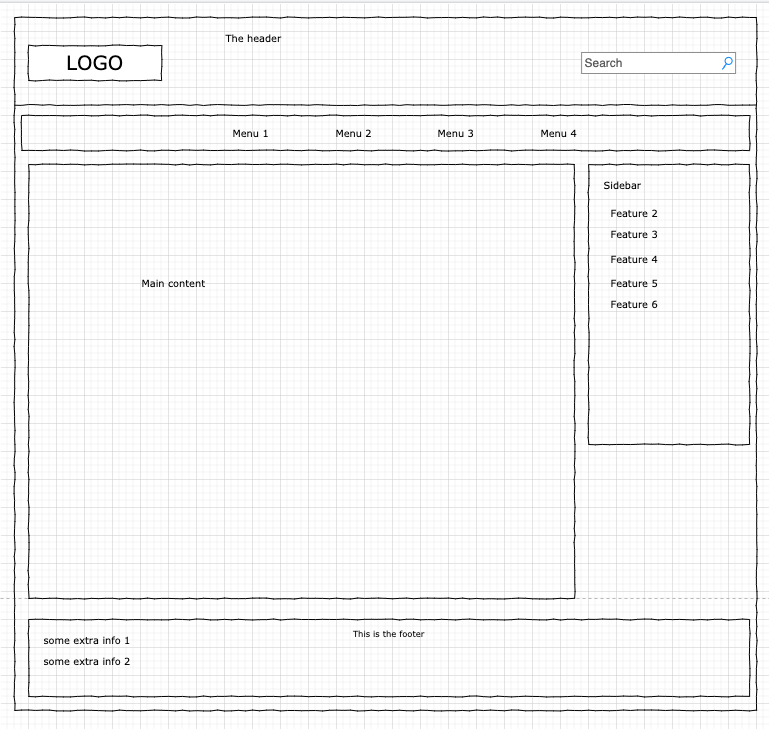 The header
LOGO
Search
Menu 1 Menu 2 Menu 3 Menu 4
Main content
Sidebar
Feature 2
Feature 3
Feature 4
Feature 5
Feature 6
This is the footer
some extra info 1
some extra info 2